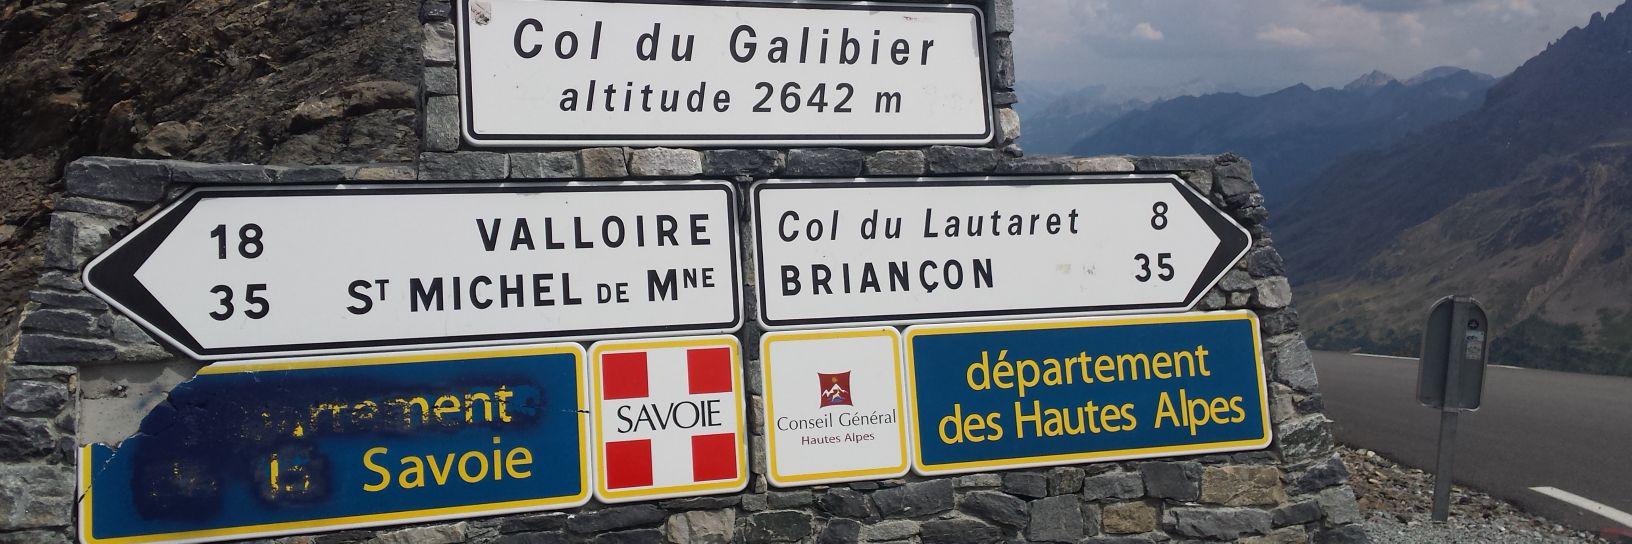 Col du Galibier
altitude 2642 m
18 VALLOIRE
35 ST MICHEL DE MNE
Col du Lautaret 8
BRIANÇON 35
Savoie
SAVOIE
Conseil Général
Hautes Alpes
département
des Hautes Alpes